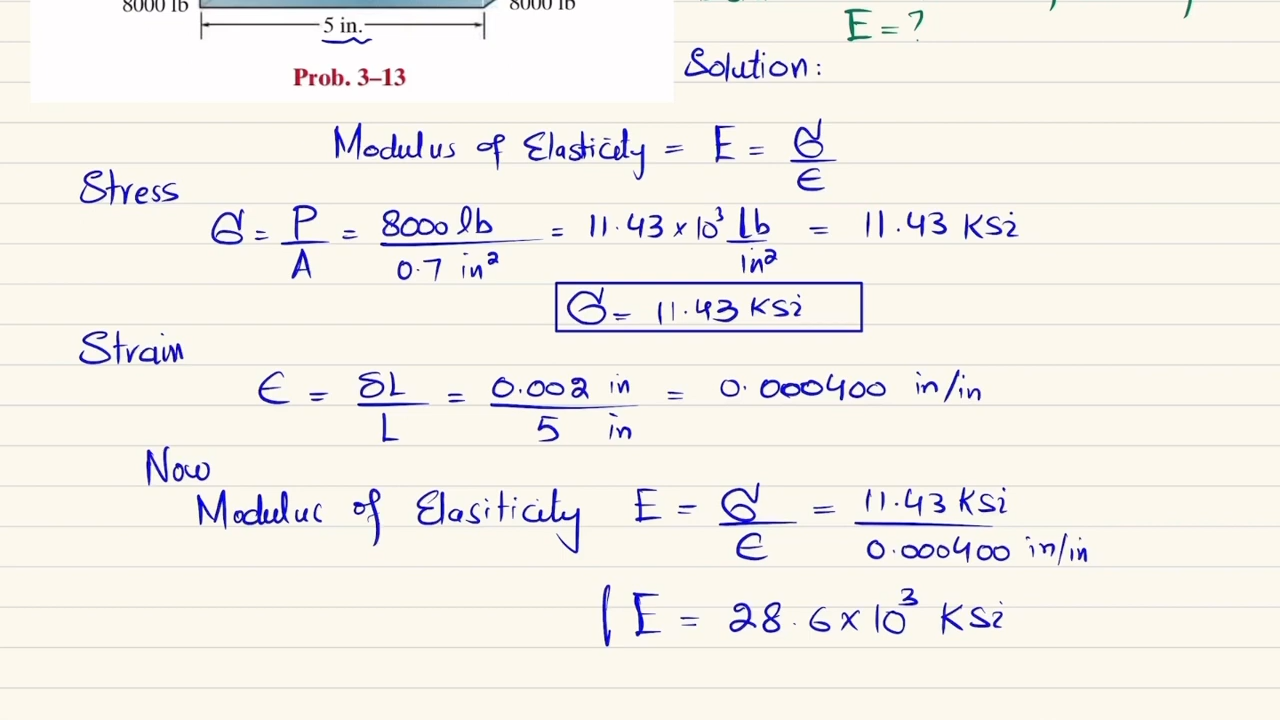 8000 lb
8000 lb
5 in.
E = ?
Prob. 3–13
Solution:
Modulus of Elasticity = E = σ/ϵ
Stress
σ = P/A = 8000 lb/0.7 in² = 11.43 × 10³ lb/in² = 11.43 KSi
σ = 11.43 KSi
Strain
ϵ = δL/L = 0.002 in/5 in = 0.000400 in/in
Now
Moduluc of Elasiticity E = σ/ϵ = 11.43 KSi/0.000400 in/in
E = 28.6 × 10³ KSi